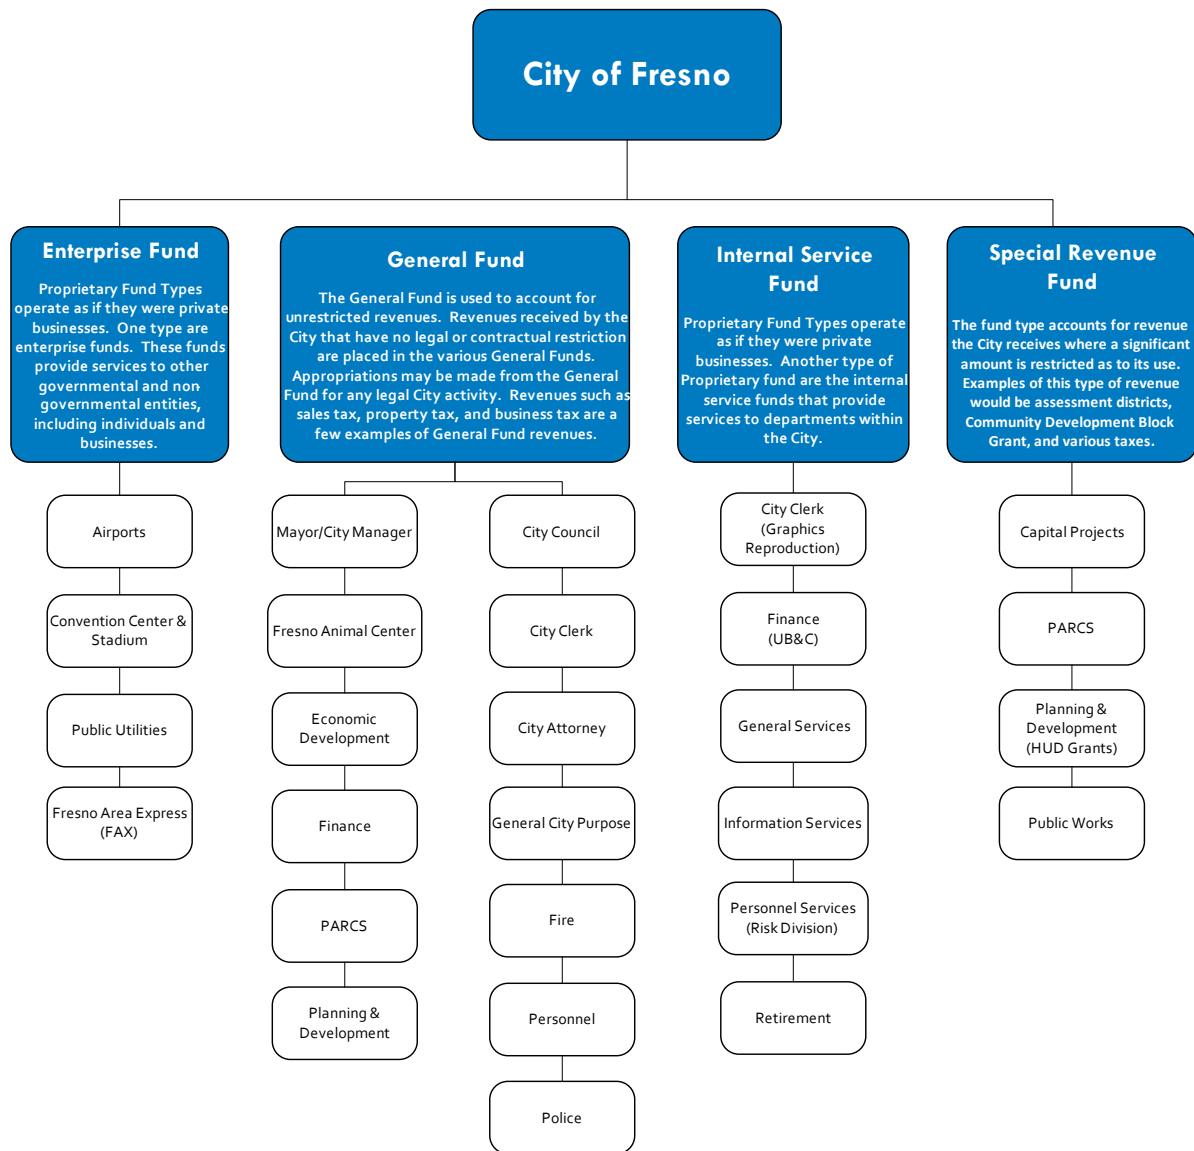 City of Fresno
Enterprise Fund
Proprietary Fund Types
operate as if they were private
businesses. One type are
enterprise funds. These funds
provide services to other
governmental and non-
governmental entities,
including individuals and
businesses.
General Fund
The General Fund is used to account for
unrestricted revenues. Revenues received by the
City that have no legal or contractual restriction
are placed in the various General Funds.
Appropriations may be made from the General
Fund for any legal City activity. Revenues such as
sales tax, property tax, and business tax are a
few examples of General Fund revenues.
Internal Service
Fund
Proprietary Fund Types operate
as if they were private
businesses. Another type of
Proprietary fund are the internal
service funds that provide
services to departments within
the City.
Special Revenue
Fund
The fund type accounts for revenue
the City receives where a significant
amount is restricted as to its use.
Examples of this type of revenue
would be assessment districts,
Community Development Block
Grant, and various taxes.
Airports
Convention Center &
Stadium
Public Utilities
Fresno Area Express
(FAX)
Mayor/City Manager
Fresno Animal Center
Economic
Development
Finance
PARCS
Planning &
Development
City Council
City Clerk
City Attorney
General City Purpose
Fire
Personnel
Police
City Clerk
(Graphics
Reproduction)
Finance
(UB&C)
General Services
Information Services
Personnel Services
(Risk Division)
Retirement
Capital Projects
PARCS
Planning &
Development
(HUD Grants)
Public Works